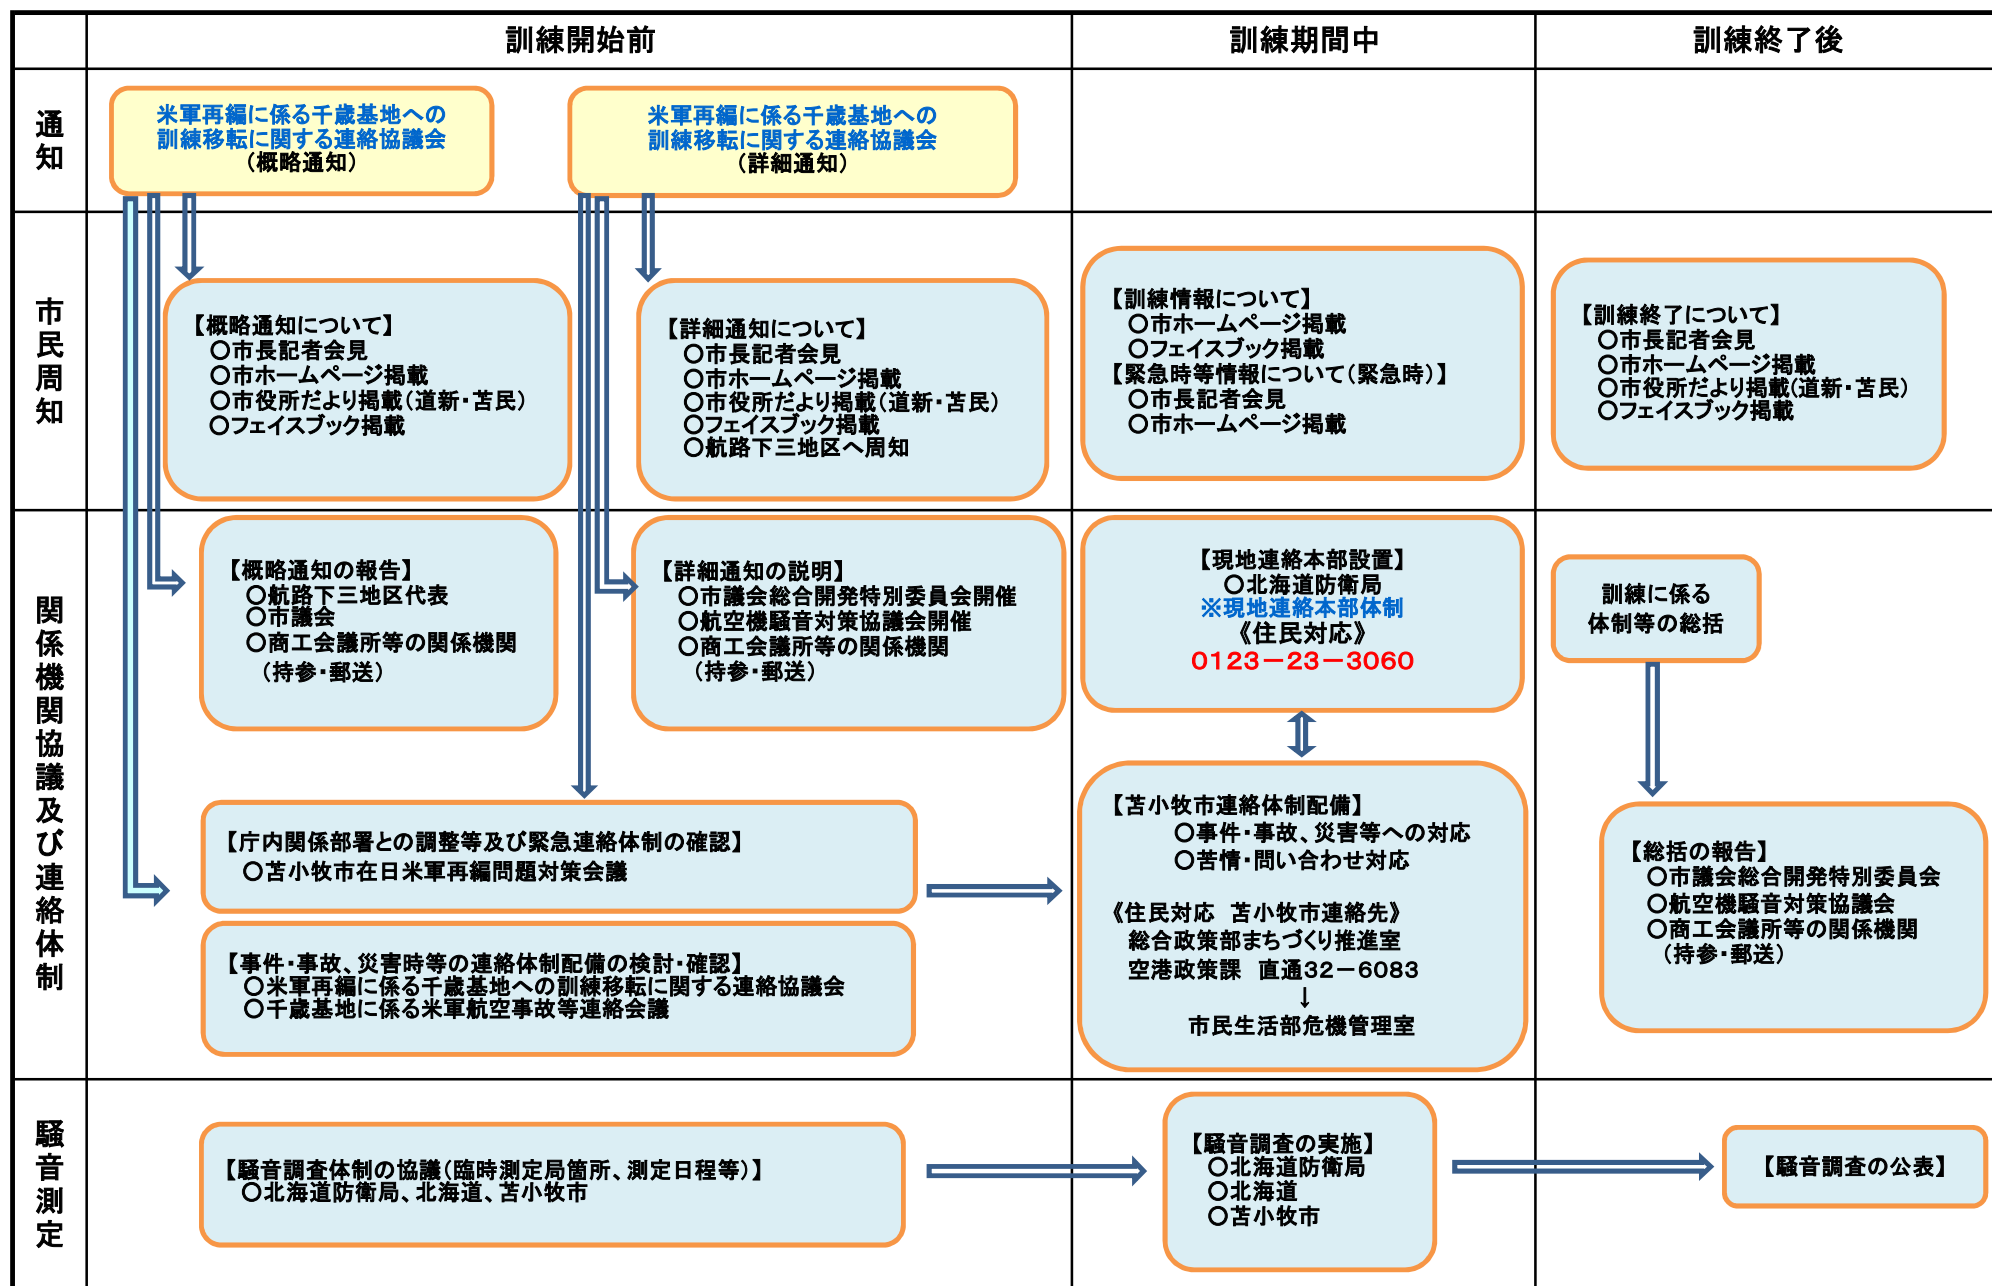 訓練開始前
訓練期間中
訓練終了後
通知
米軍再編に係る千歳基地への
訓練移転に関する連絡協議会
(概略通知)
米軍再編に係る千歳基地への
訓練移転に関する連絡協議会
(詳細通知)
市民周知
【概略通知について】
○市長記者会見
○市ホームページ掲載
○市役所だより掲載(道新・苫民)
○フェイスブック掲載
【詳細通知について】
○市長記者会見
○市ホームページ掲載
○市役所だより掲載(道新・苫民)
○フェイスブック掲載
○航路下三地区へ周知
【訓練情報について】
○市ホームページ掲載
○フェイスブック掲載
【緊急時等情報について(緊急時)】
○市長記者会見
○市ホームページ掲載
【訓練終了について】
○市長記者会見
○市ホームページ掲載
○市役所だより掲載(道新・苫民)
○フェイスブック掲載
関係機関協議及び連絡体制
【概略通知の報告】
○航路下三地区代表
○市議会
○商工会議所等の関係機関
(持参・郵送)
【詳細通知の説明】
○市議会総合開発特別委員会開催
○航空機騒音対策協議会開催
○商工会議所等の関係機関
(持参・郵送)
【庁内関係部署との調整等及び緊急連絡体制の確認】
○苫小牧市在日米軍再編問題対策会議
【事件・事故、災害時等の連絡体制配備の検討・確認】
○米軍再編に係る千歳基地への訓練移転に関する連絡協議会
○千歳基地に係る米軍航空事故等連絡会議
【現地連絡本部設置】
○北海道防衛局
※現地連絡本部体制
《住民対応》
0123-23-3060
【苫小牧市連絡体制配備】
○事件・事故、災害等への対応
○苦情・問い合わせ対応
《住民対応 苫小牧市連絡先》
総合政策部まちづくり推進室
空港政策課 直通32-6083
↓
市民生活部危機管理室
訓練に係る
体制等の総括
【総括の報告】
○市議会総合開発特別委員会
○航空機騒音対策協議会
○商工会議所等の関係機関
(持参・郵送)
騒音測定
【騒音調査体制の協議(臨時測定局箇所、測定日程等)】
○北海道防衛局、北海道、苫小牧市
【騒音調査の実施】
○北海道防衛局
○北海道
○苫小牧市
【騒音調査の公表】